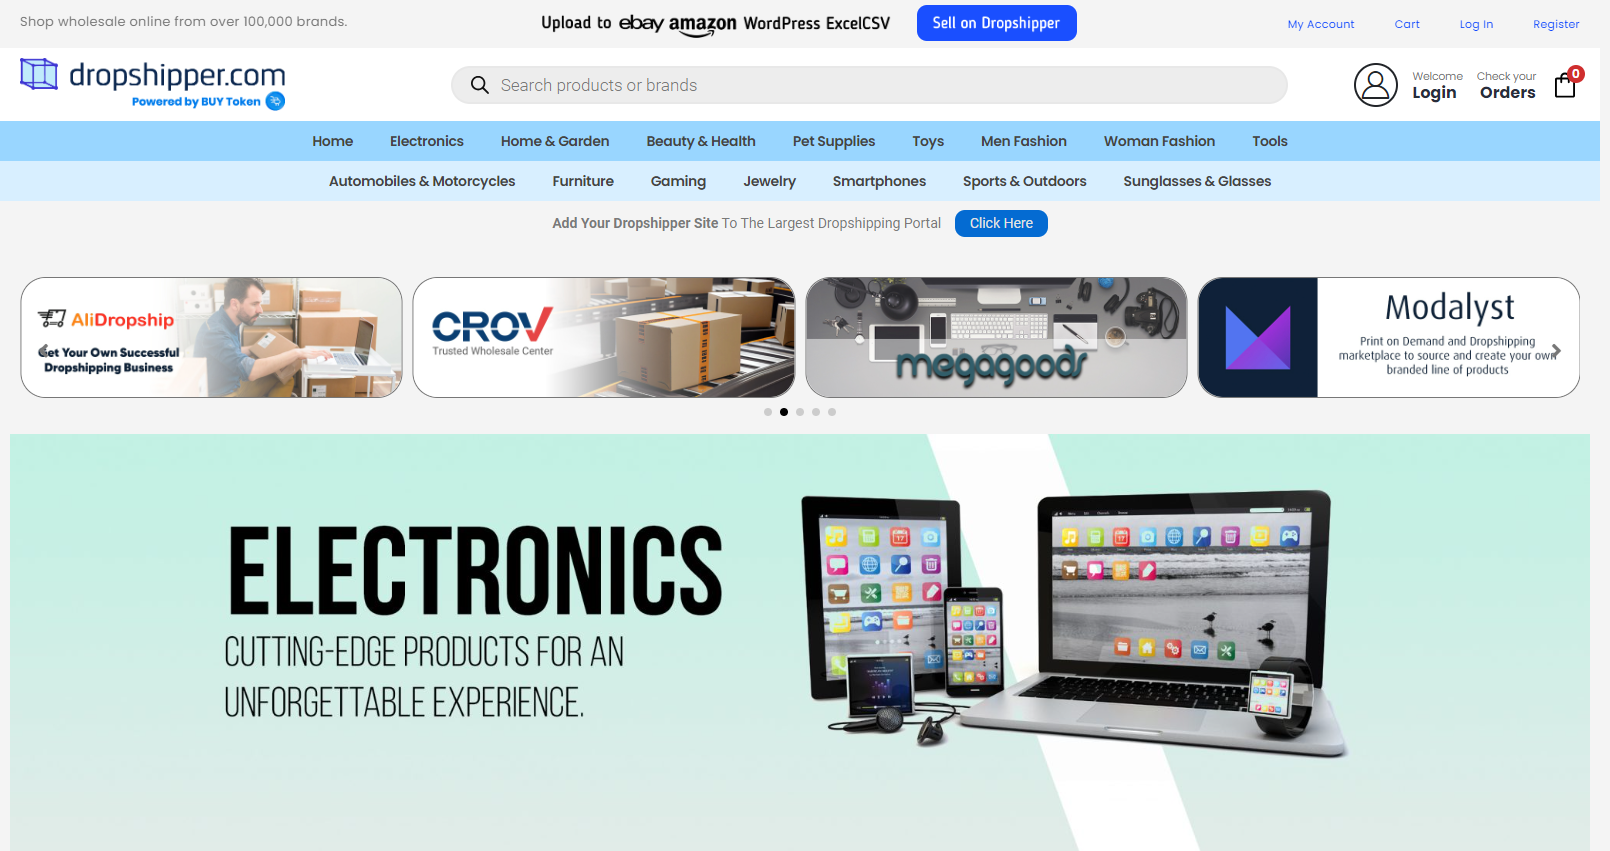 Shop wholesale online from over 100,000 brands.
Upload to ebay amazon WordPress ExcelCSV
Sell on Dropshipper
My Account
Cart
Log In
Register
dropshipper.com
Powered by BUY Token
Search products or brands
Welcome
Login
Check your
Orders
0
Home
Electronics
Home & Garden
Beauty & Health
Pet Supplies
Toys
Men Fashion
Woman Fashion
Tools
Automobiles & Motorcycles
Furniture
Gaming
Jewelry
Smartphones
Sports & Outdoors
Sunglasses & Glasses
Add Your Dropshipper Site To The Largest Dropshipping Portal
Click Here
AliDropship
Get Your Own Successful
Dropshipping Business
CROV
Trusted Wholesale Center
megagoods
Modalyst
Print on Demand and Dropshipping
marketplace to source and create your own
branded line of products
ELECTRONICS
CUTTING-EDGE PRODUCTS FOR AN
UNFORGETTABLE EXPERIENCE.